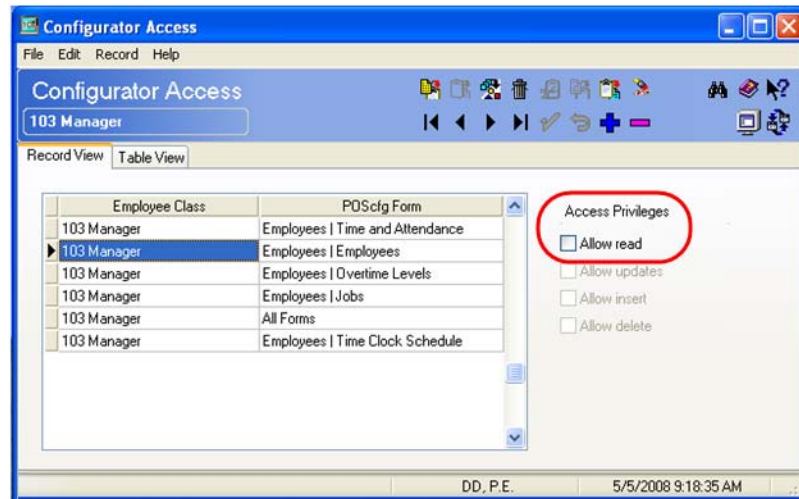 Configurator Access
File Edit Record Help
Configurator Access
103 Manager
Record View Table View
Employee Class POScfg Form
103 Manager Employees | Time and Attendance
103 Manager Employees | Employees
103 Manager Employees | Overtime Levels
103 Manager Employees | Jobs
103 Manager All Forms
103 Manager Employees | Time Clock Schedule
Access Privileges
Allow read
Allow updates
Allow insert
Allow delete
DD, P.E. 5/5/2008 9:18:35 AM